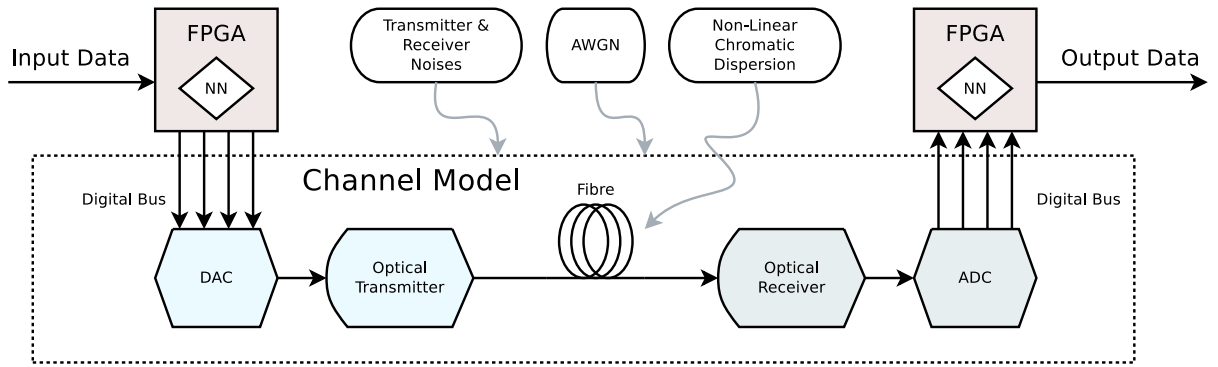 FPGA
NN
Input Data
Transmitter &
Receiver
Noises
AWGN
Non-Linear
Chromatic
Dispersion
FPGA
NN
Output Data
Channel Model
Digital Bus
Fibre
Digital Bus
DAC
Optical
Transmitter
Optical
Receiver
ADC